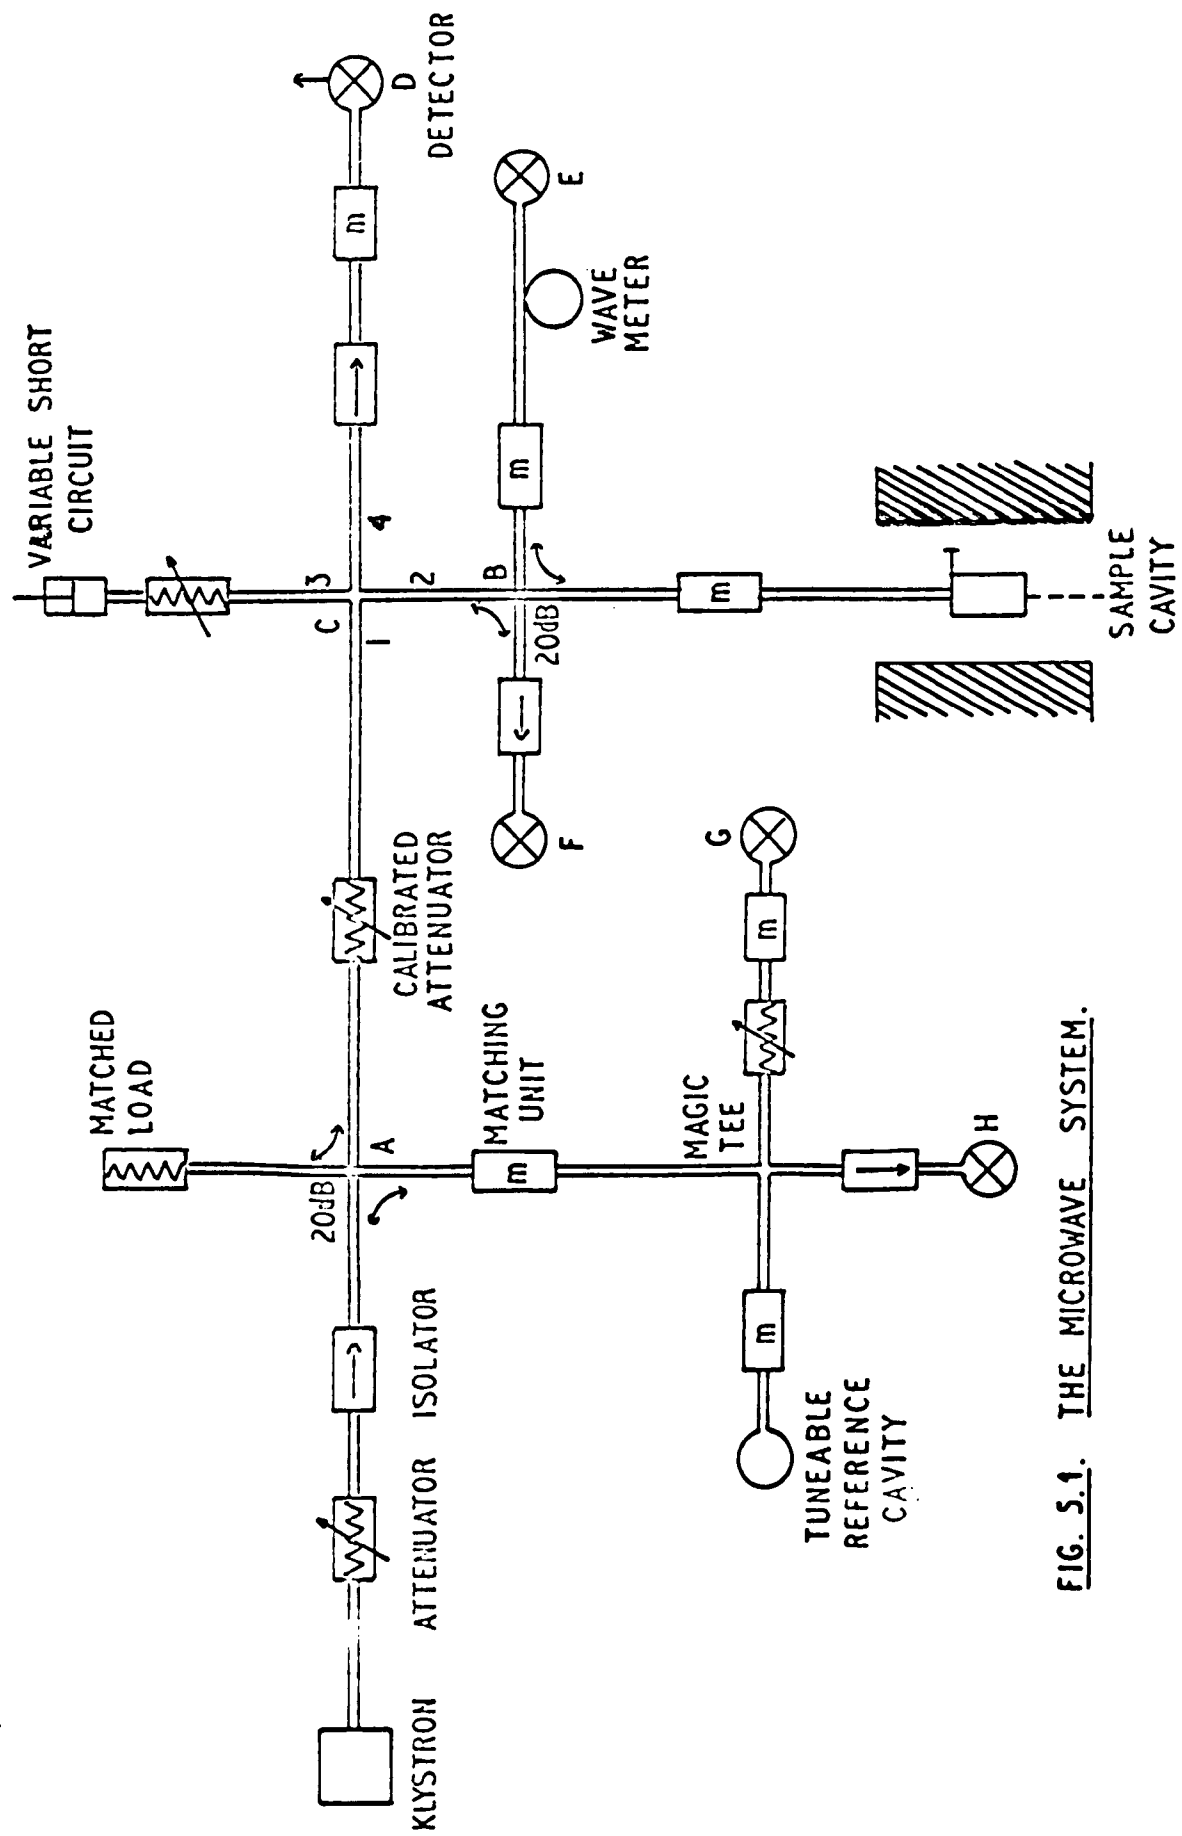 VARIABLE SHORT
CIRCUIT
MATCHED
LOAD
3
C
1
4
2
m
D
DETECTOR
20dB
A
CALIBRATED
ATTENUATOR
B
20dB
m
E
WAVE
METER
F
KLYSTRON
ATTENUATOR
ISOLATOR
MATCHING
UNIT
m
m
MAGIC
TEE
G
m
m
TUNEABLE
REFERENCE
CAVITY
H
SAMPLE
CAVITY
FIG. 5.1. THE MICROWAVE SYSTEM.